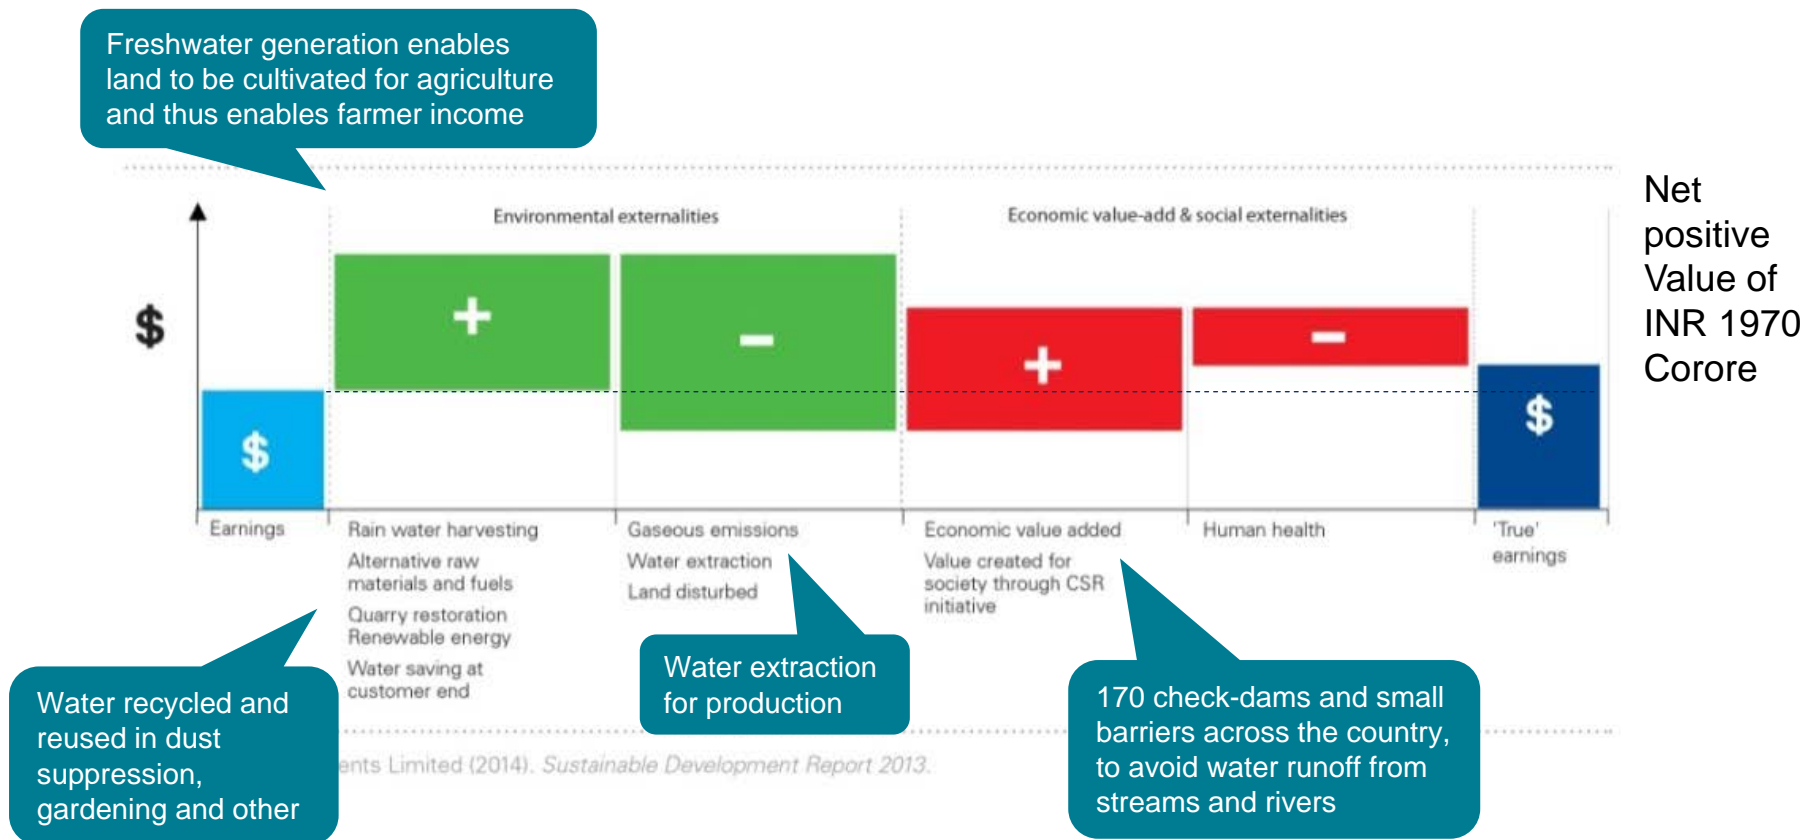 Freshwater generation enables
land to be cultivated for agriculture
and thus enables farmer income
Net
positive
Value of
INR 1970
Corore
Environmental externalities
Economic value-add & social externalities
$
+
−
+
−
$
$
Earnings
Rain water harvesting
Alternative raw
materials and fuels
Quarry restoration
Renewable energy
Water saving at
customer end
Gaseous emissions
Water extraction
Land disturbed
Economic value added
Value created for
society through CSR
initiative
Human health
'True'
earnings
Water recycled and
reused in dust
suppression,
gardening and other
Water extraction
for production
170 check-dams and small
barriers across the country,
to avoid water runoff from
streams and rivers
ents Limited (2014). Sustainable Development Report 2013.